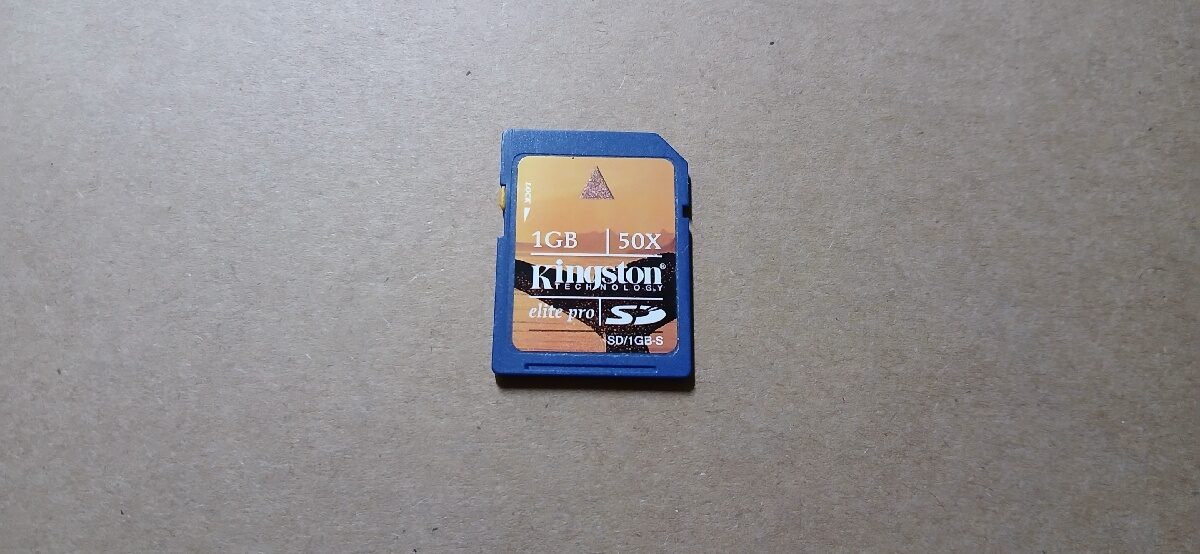 LOCK
1GB | 50X
Kingston®
TECHNOLOGY
elite pro SD
SD/1GB-S